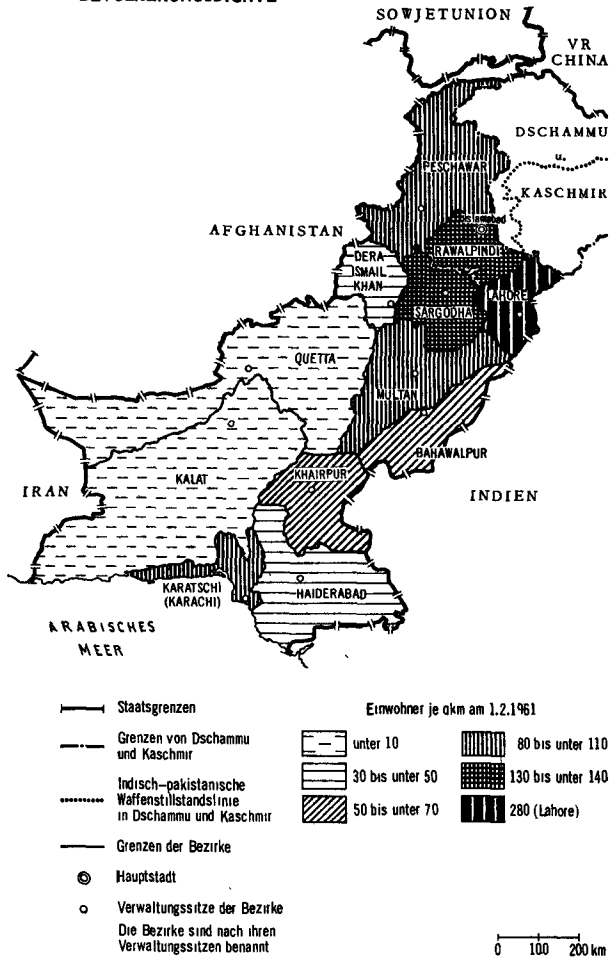 SOWJETUNION
VR
CHINA
DSCHAMMU
u.
KASCHMIR
PESCHAWAR
AFGHANISTAN
Islamabad
RAWALPINDI
DERA
ISMAIL
KHAN
LAHORE
SARGODHA
QUETTA
MULTAN
BAHAWALPUR
KHAIRPUR
KALAT
IRAN
INDIEN
KARATSCHI
(KARACHI)
HAIDERABAD
ARABISCHES
MEER
Staatsgrenzen
Grenzen von Dschammu
und Kaschmir
Indisch-pakistanische
Waffenstillstandslinie
in Dschammu und Kaschmir
Grenzen der Bezirke
Hauptstadt
Verwaltungssitze der Bezirke
Die Bezirke sind nach ihren
Verwaltungssitzen benannt
Einwohner je qkm am 1.2.1961
unter 10
30 bis unter 50
50 bis unter 70
80 bis unter 110
130 bis unter 140
280 (Lahore)
0 100 200 km